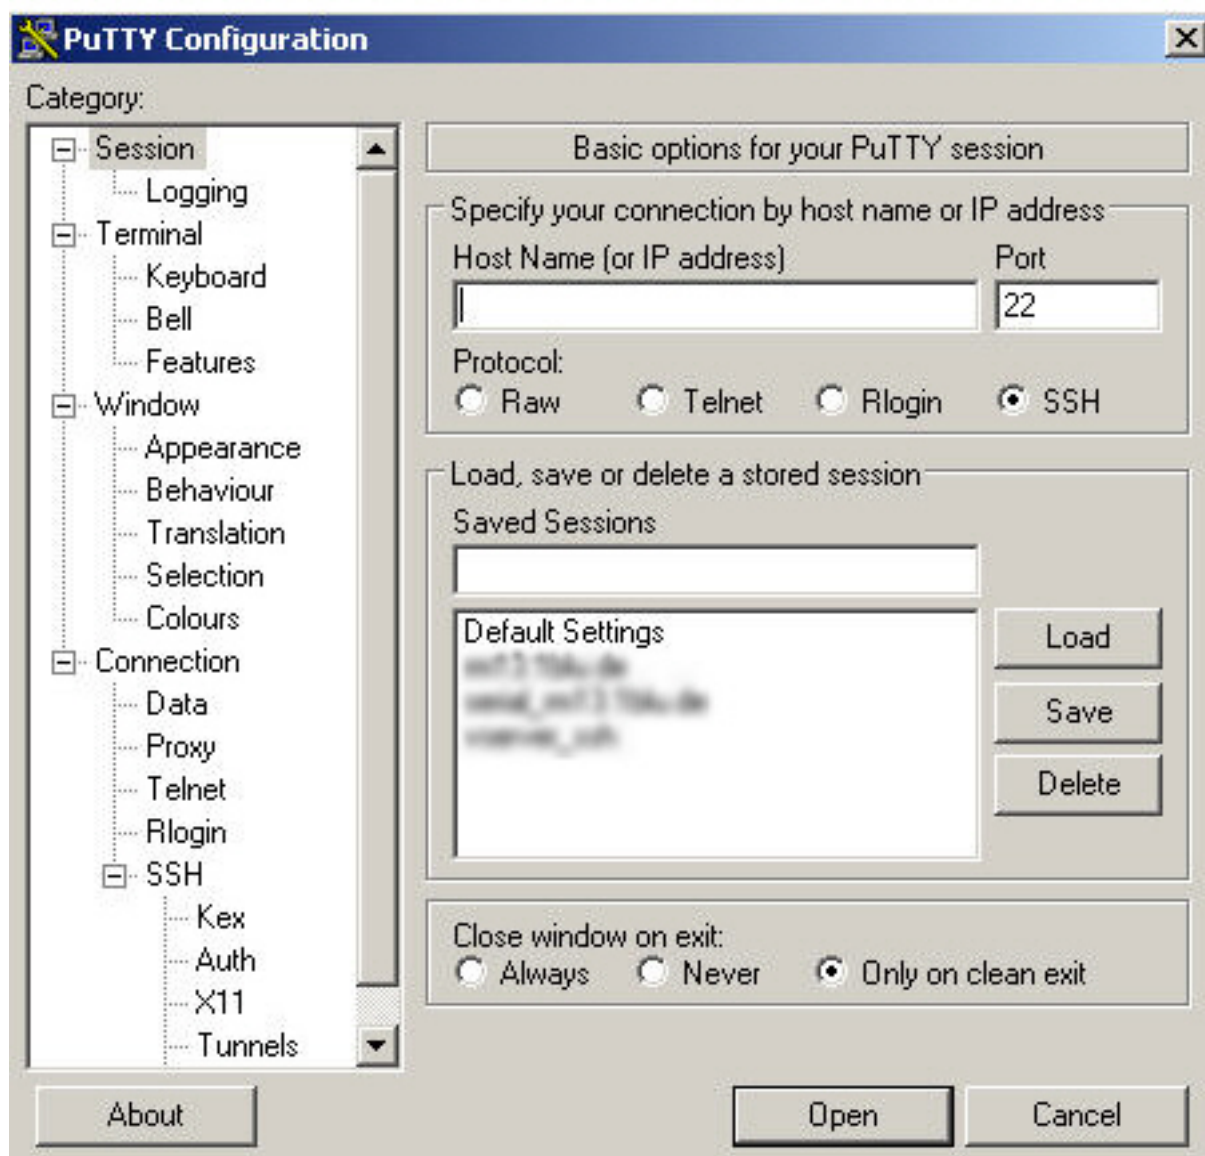 PuTTY Configuration
Category:
Session
Logging
Terminal
Keyboard
Bell
Features
Window
Appearance
Behaviour
Translation
Selection
Colours
Connection
Data
Proxy
Telnet
Rlogin
SSH
Kex
Auth
X11
Tunnels
Basic options for your PuTTY session
Specify your connection by host name or IP address
Host Name (or IP address) Port
22
Protocol:
Raw Telnet Rlogin SSH
Load, save or delete a stored session
Saved Sessions
Default Settings
Load
Save
Delete
Close window on exit:
Always Never Only on clean exit
About Open Cancel